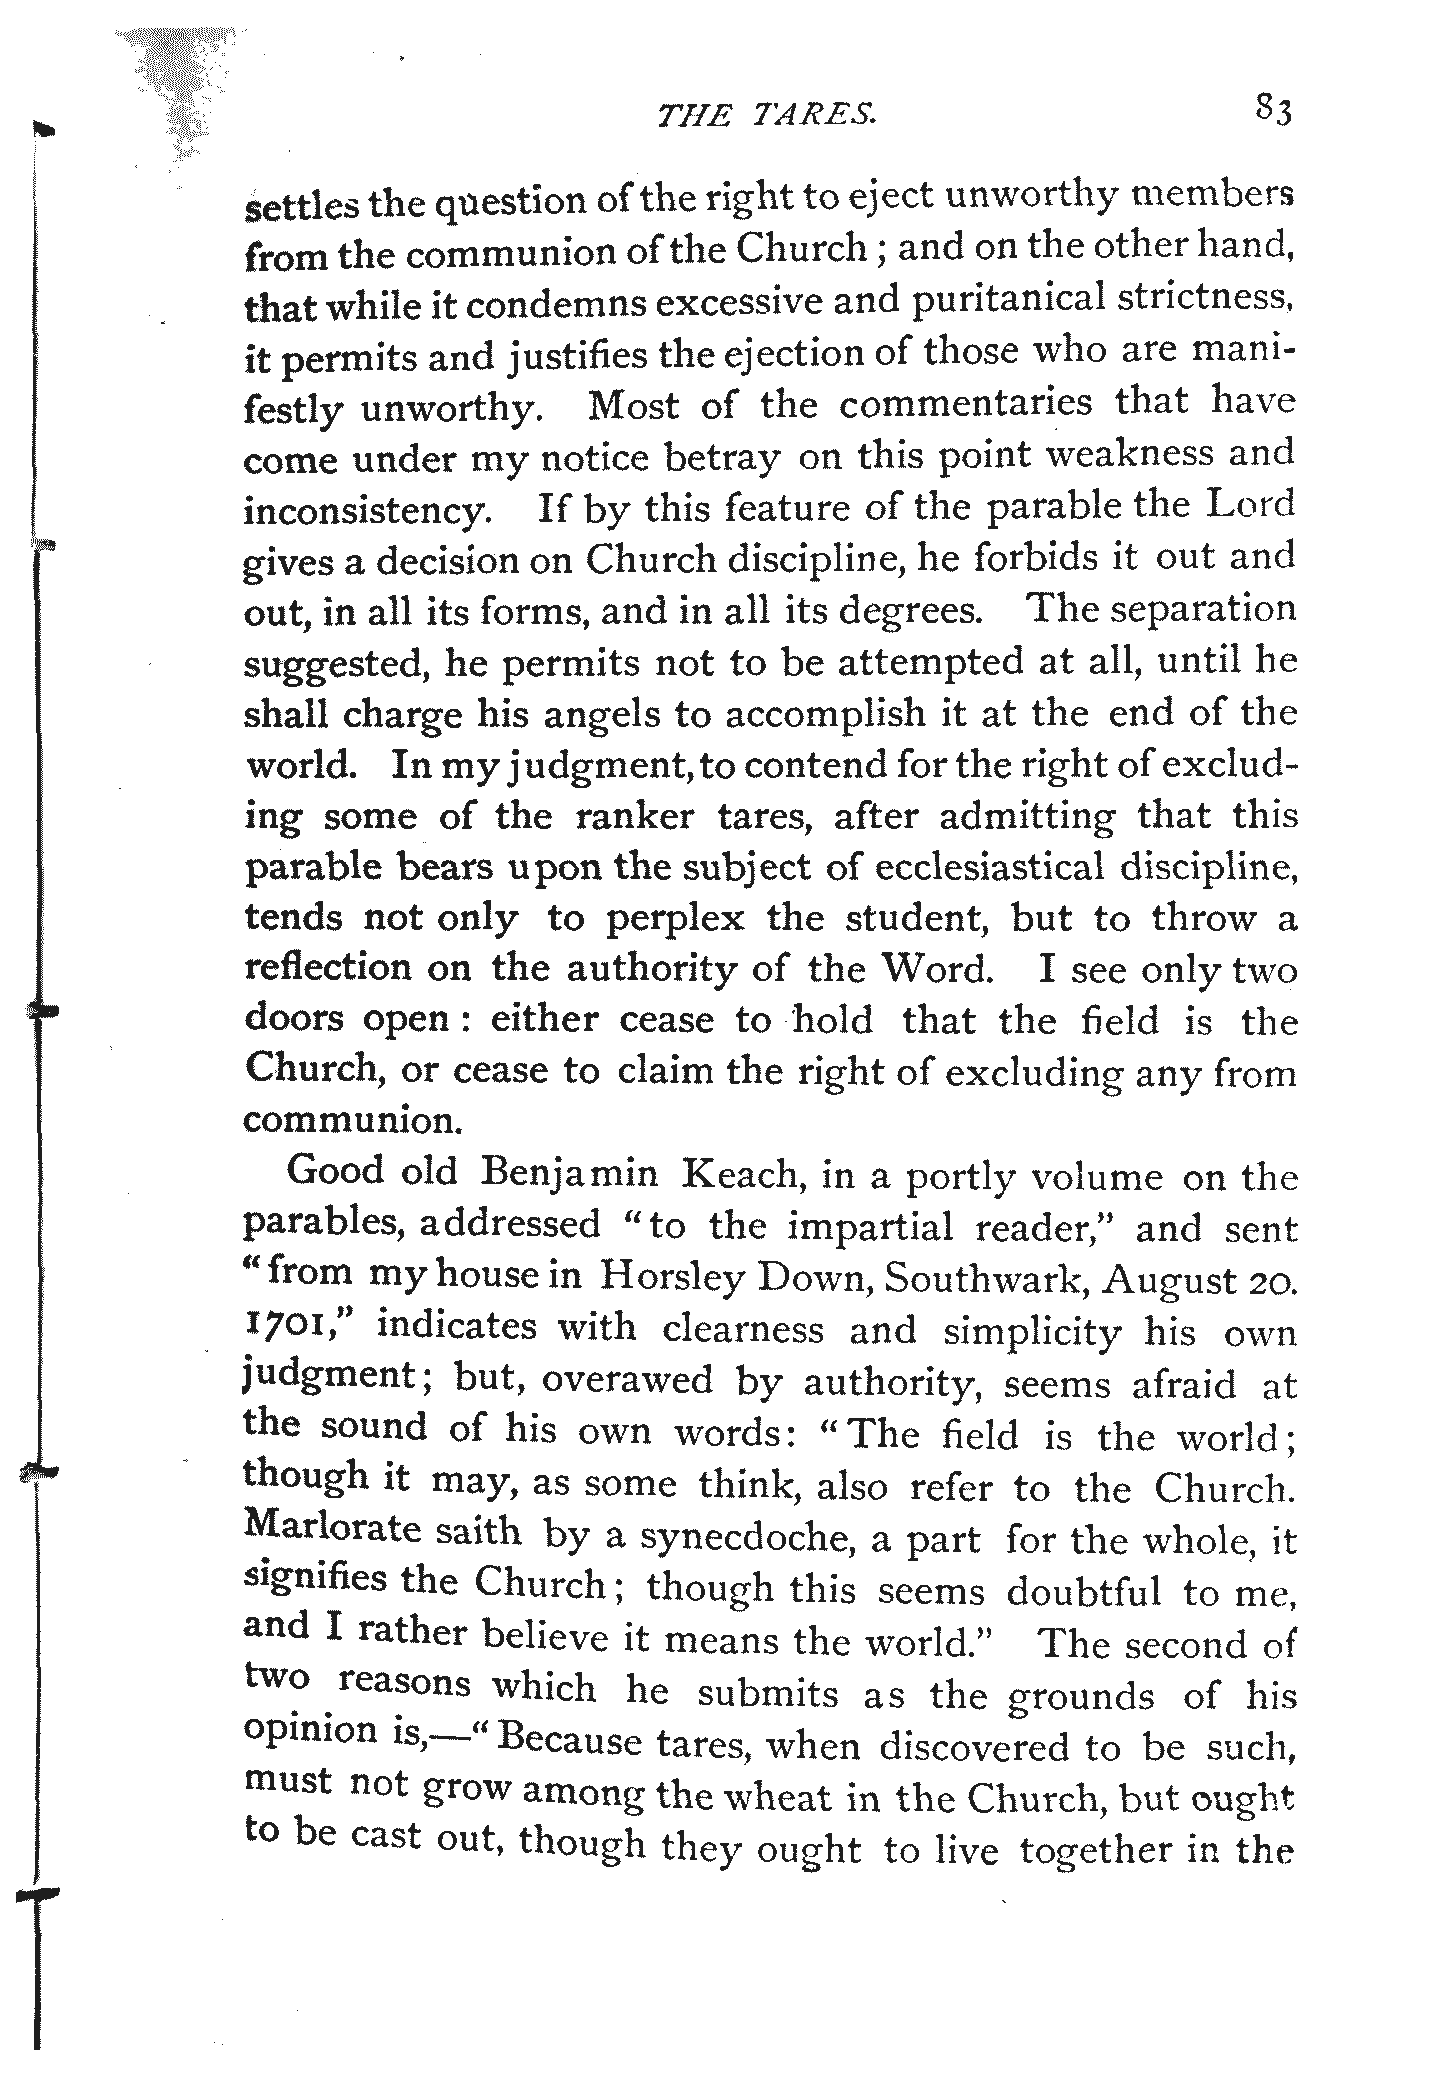 THE TARES. 83
settles the question of the right to eject unworthy members
from the communion of the Church ; and on the other hand,
that while it condemns excessive and puritanical strictness,
it permits and justifies the ejection of those who are mani-
festly unworthy. Most of the commentaries that have
come under my notice betray on this point weakness and
inconsistency. If by this feature of the parable the Lord
gives a decision on Church discipline, he forbids it out and
out, in all its forms, and in all its degrees. The separation
suggested, he permits not to be attempted at all, until he
shall charge his angels to accomplish it at the end of the
world. In my judgment, to contend for the right of exclud-
ing some of the ranker tares, after admitting that this
parable bears upon the subject of ecclesiastical discipline,
tends not only to perplex the student, but to throw a
reflection on the authority of the Word. I see only two
doors open : either cease to hold that the field is the
Church, or cease to claim the right of excluding any from
communion.
Good old Benjamin Keach, in a portly volume on the
parables, addressed “to the impartial reader,” and sent
“from my house in Horsley Down, Southwark, August 20.
1701,” indicates with clearness and simplicity his own
judgment; but, overawed by authority, seems afraid at
the sound of his own words: “The field is the world;
though it may, as some think, also refer to the Church.
Marlorate saith by a synecdoche, a part for the whole, it
signifies the Church; though this seems doubtful to me,
and I rather believe it means the world.” The second of
two reasons which he submits as the grounds of his
opinion is,—“Because tares, when discovered to be such,
must not grow among the wheat in the Church, but ought
to be cast out, though they ought to live together in the